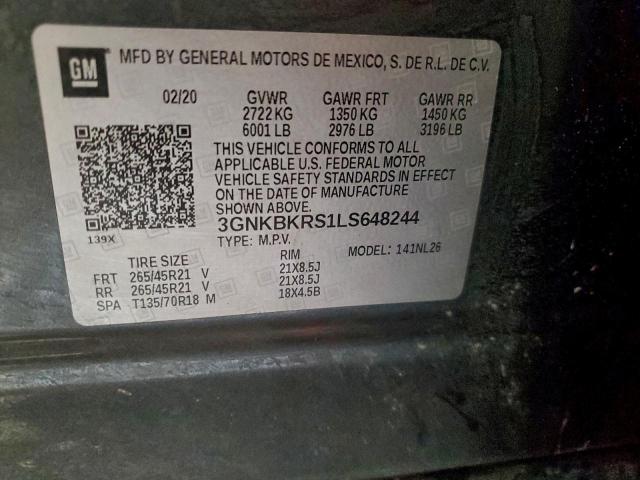 GM
MFD BY GENERAL MOTORS DE MEXICO, S. DE R.L. DE C.V.
02/20 GVWR GAWR FRT GAWR RR
2722 KG 1350 KG 1450 KG
6001 LB 2976 LB 3196 LB
THIS VEHICLE CONFORMS TO ALL
APPLICABLE U.S. FEDERAL MOTOR
VEHICLE SAFETY STANDARDS IN EFFECT
ON THE DATE OF MANUFACTURE
SHOWN ABOVE.
3GNKBKRS1LS648244
139X
TYPE: M.P.V. MODEL: 141NL26
TIRE SIZE RIM
FRT 265/45R21 V 21X8.5J
RR 265/45R21 V 21X8.5J
SPA T135/70R18 M 18X4.5B